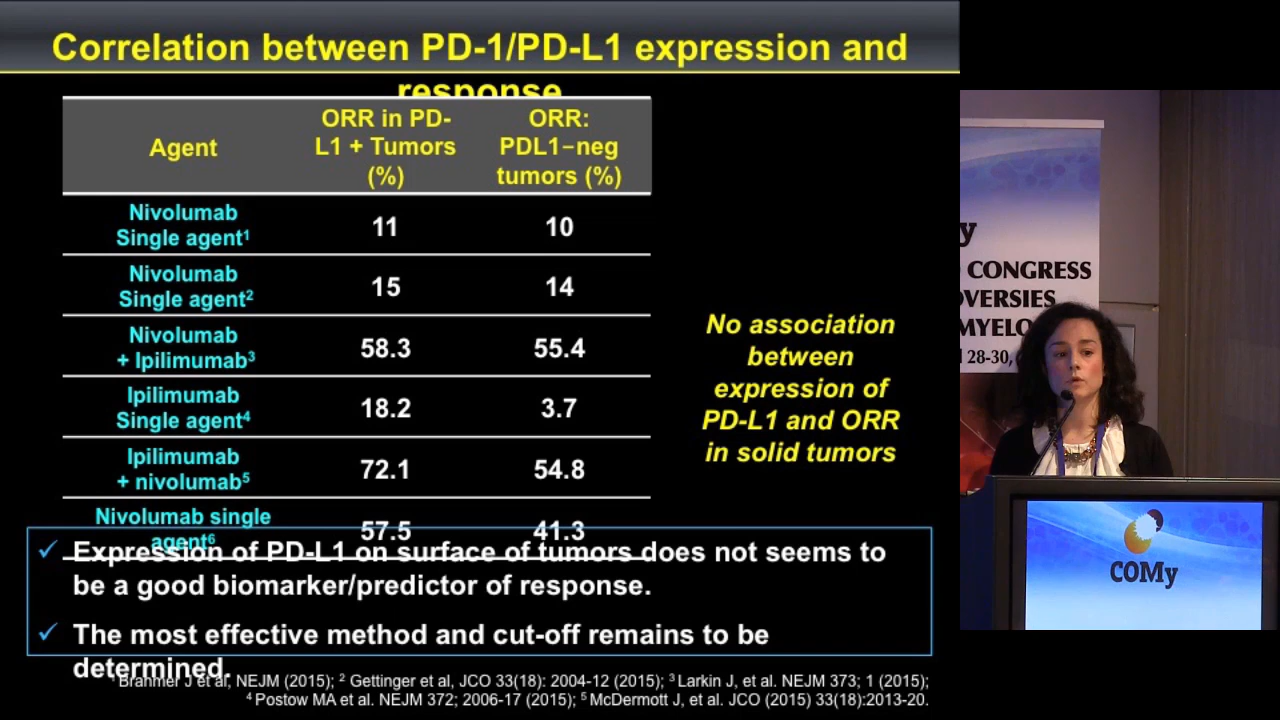 Correlation between PD-1/PD-L1 expression and
response
Agent
ORR in PD-
L1 + Tumors
(%)
ORR:
PDL1–neg
tumors (%)
Nivolumab
Single agent¹
11
10
Nivolumab
Single agent²
15
14
Nivolumab
+ Ipilimumab³
58.3
55.4
Ipilimumab
Single agent⁴
18.2
3.7
Ipilimumab
+ nivolumab⁵
72.1
54.8
Nivolumab single
agent⁶
57.5
41.3
No association
between
expression of
PD-L1 and ORR
in solid tumors
✓ Expression of PD-L1 on surface of tumors does not seems to
be a good biomarker/predictor of response.
✓ The most effective method and cut-off remains to be
determined.
¹ Brahmer J et al, NEJM (2015); ² Gettinger et al, JCO 33(18): 2004-12 (2015); ³ Larkin J, et al. NEJM 373; 1 (2015);
⁴ Postow MA et al. NEJM 372; 2006-17 (2015); ⁵ McDermott J, et al. JCO (2015) 33(18):2013-20.
y
CONGRESS
OVERSIES
MYELO
28-30,
COMy